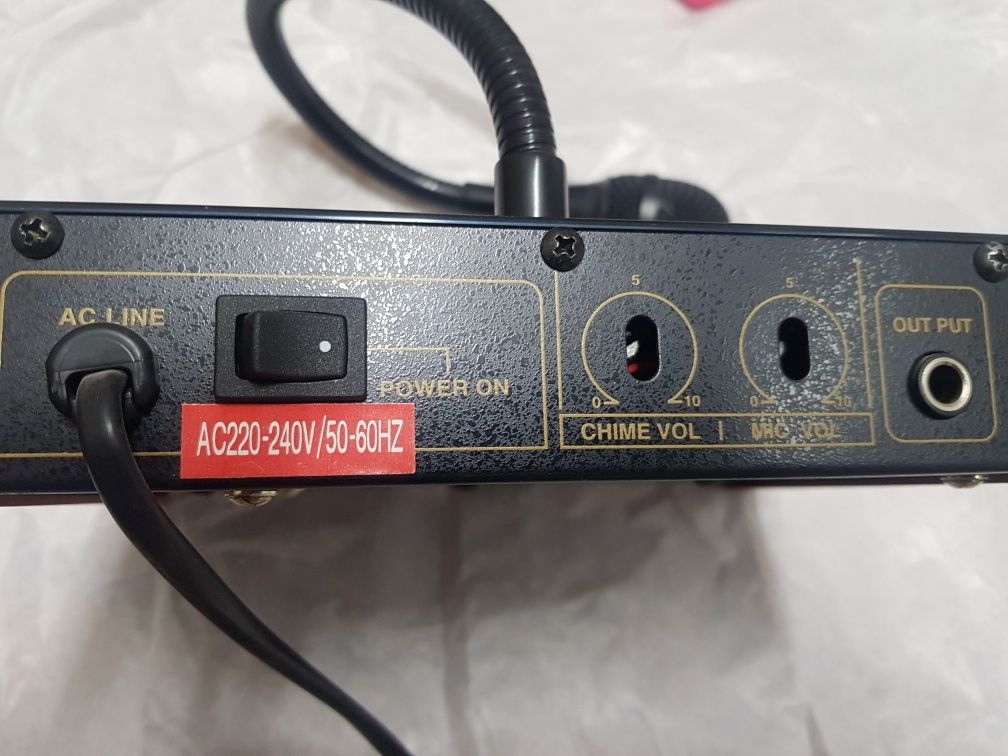 AC LINE
POWER ON
AC220-240V/50-60HZ
5
0 10
CHIME VOL
5
0 10
MIC VOL
OUT PUT